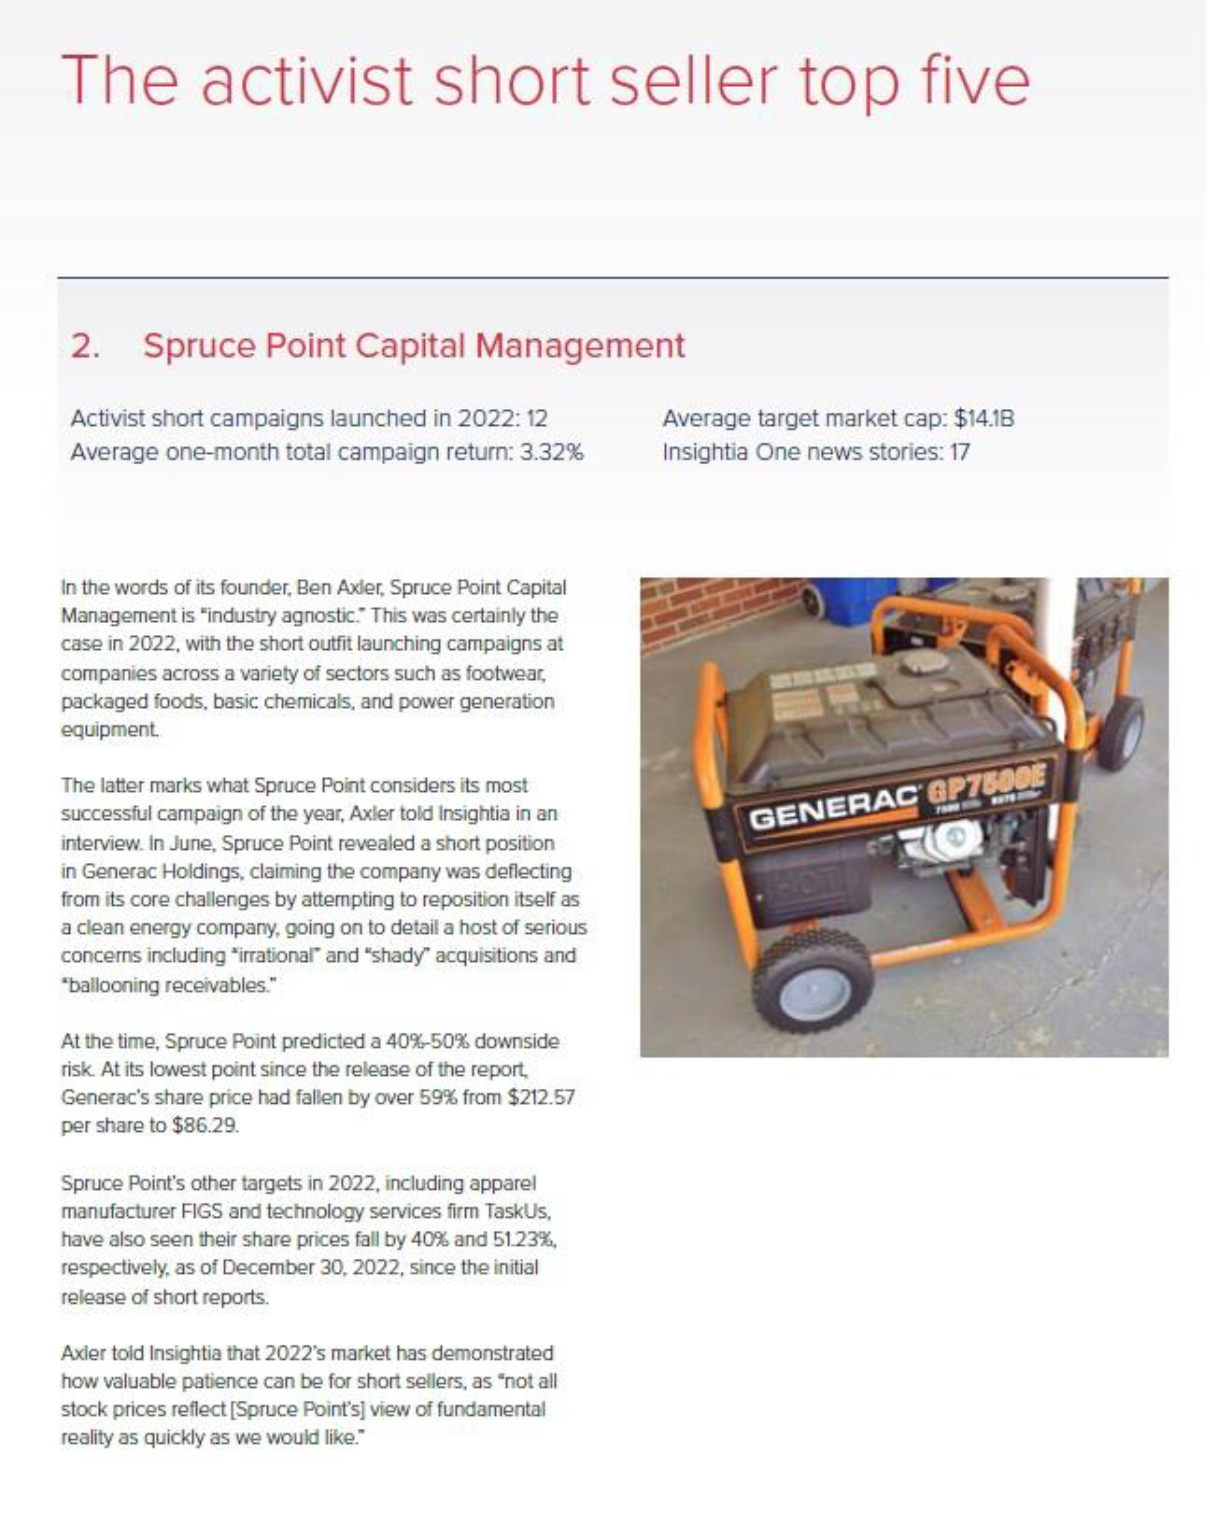 The activist short seller top five
2. Spruce Point Capital Management
Activist short campaigns launched in 2022: 12
Average one-month total campaign return: 3.32%
Average target market cap: $14.1B
Insightia One news stories: 17
In the words of its founder, Ben Axler, Spruce Point Capital
Management is "industry agnostic." This was certainly the
case in 2022, with the short outfit launching campaigns at
companies across a variety of sectors such as footwear,
packaged foods, basic chemicals, and power generation
equipment.
The latter marks what Spruce Point considers its most
successful campaign of the year, Axler told Insightia in an
interview. In June, Spruce Point revealed a short position
in Generac Holdings, claiming the company was deflecting
from its core challenges by attempting to reposition itself as
a clean energy company, going on to detail a host of serious
concerns including "irrational" and "shady" acquisitions and
"ballooning receivables."
At the time, Spruce Point predicted a 40%-50% downside
risk. At its lowest point since the release of the report,
Generac's share price had fallen by over 59% from $212.57
per share to $86.29.
Spruce Point's other targets in 2022, including apparel
manufacturer FIGS and technology services firm TaskUs,
have also seen their share prices fall by 40% and 51.23%,
respectively, as of December 30, 2022, since the initial
release of short reports.
Axler told Insightia that 2022's market has demonstrated
how valuable patience can be for short sellers, as "not all
stock prices reflect [Spruce Point's] view of fundamental
reality as quickly as we would like."
GENERAC GP7500E
HOT